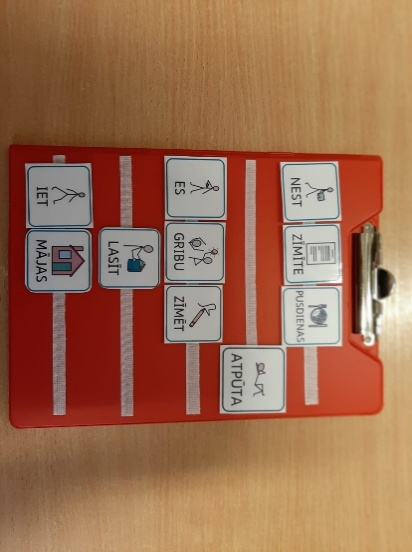 NEST ZĪMĪTE PUSDIENAS
ATPŪTA
ES GRIBU ZĪMĒT
LASĪT
IET MĀJAS